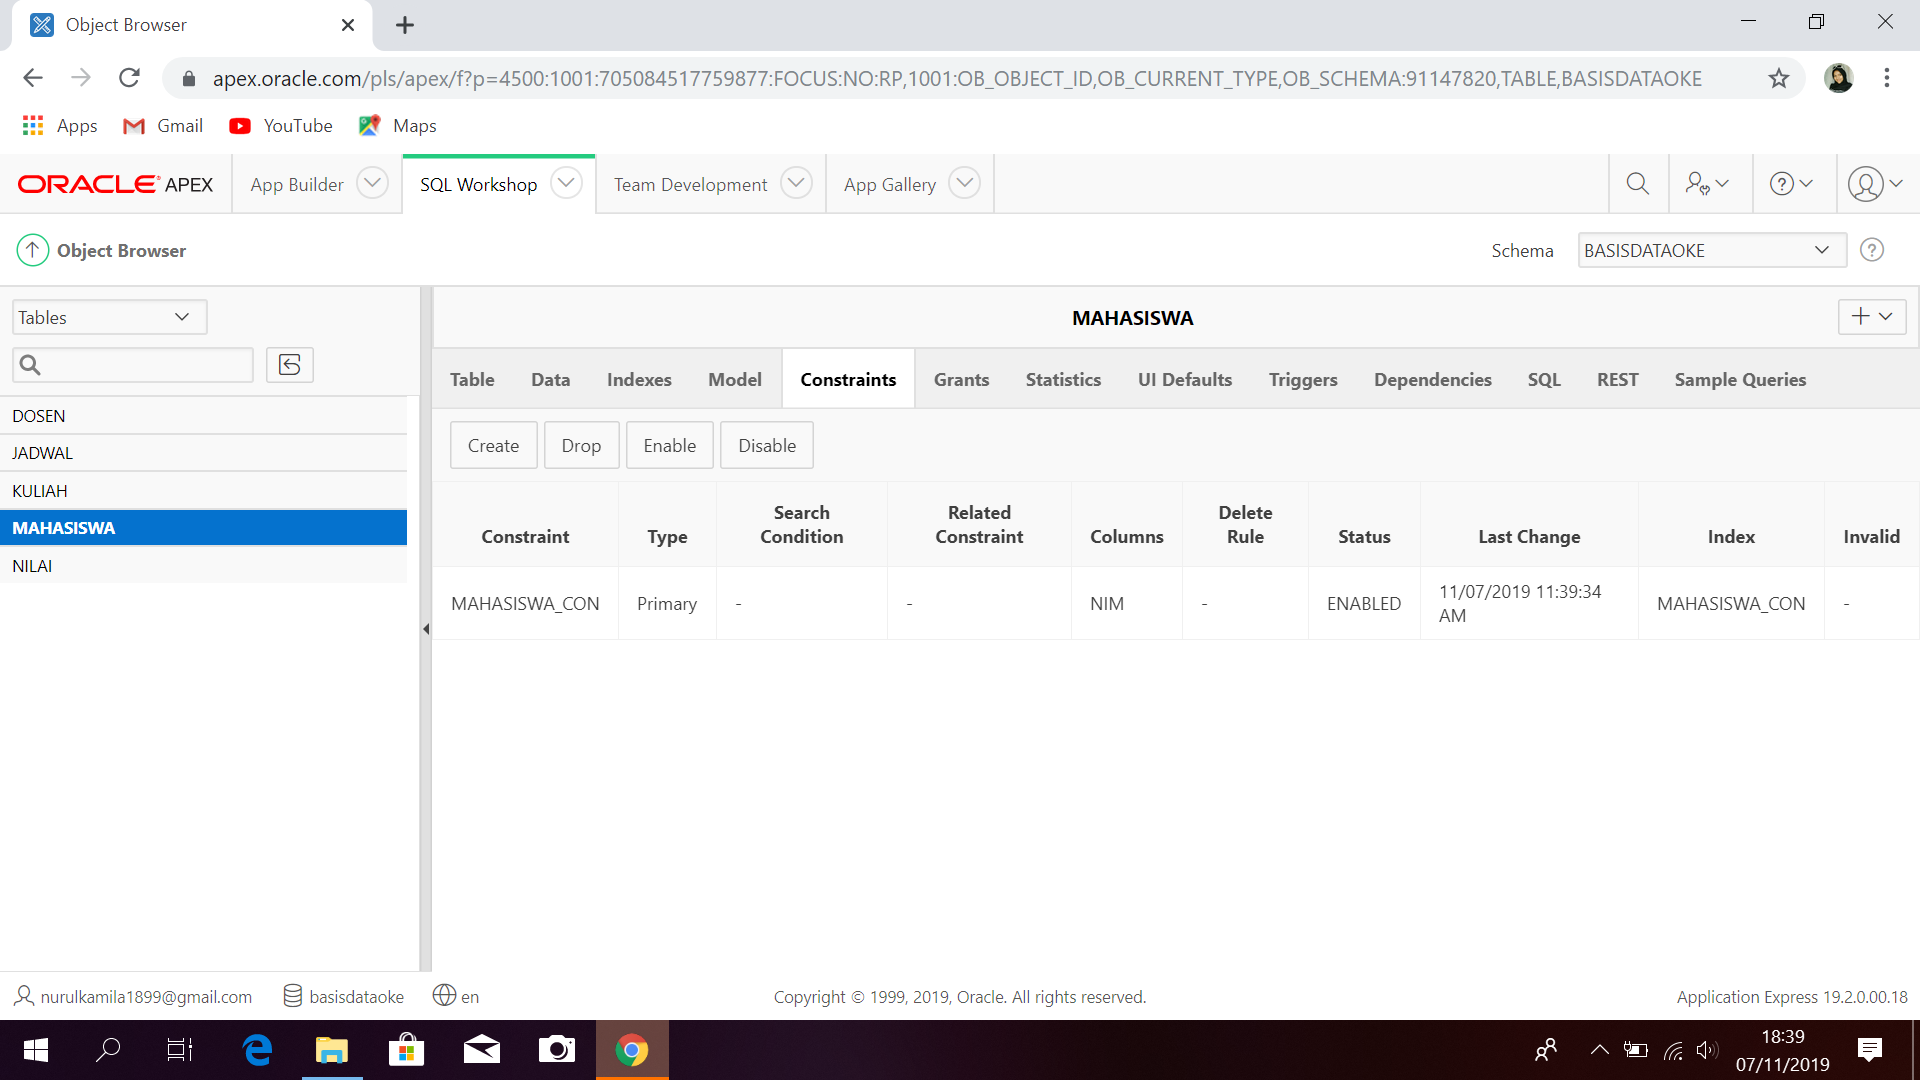 Object Browser
apex.oracle.com/pls/apex/f?p=4500:1001:705084517759877:FOCUS:NO:RP,1001:OB_OBJECT_ID,OB_CURRENT_TYPE,OB_SCHEMA:91147820,TABLE,BASISDATAOKE
Apps Gmail YouTube Maps
ORACLE APEX App Builder SQL Workshop Team Development App Gallery
Object Browser Schema BASISDATAOKE
Tables
MAHASISWA
Table Data Indexes Model Constraints Grants Statistics UI Defaults Triggers Dependencies SQL REST Sample Queries
DOSEN
JADWAL
KULIAH
MAHASISWA
NILAI
Create Drop Enable Disable
Constraint Type Search Condition Related Constraint Columns Delete Rule Status Last Change Index Invalid
MAHASISWA_CON Primary - - NIM - ENABLED 11/07/2019 11:39:34 AM MAHASISWA_CON -
nurulkamila1899@gmail.com basisdataoke en Copyright © 1999, 2019, Oracle. All rights reserved. Application Express 19.2.0.00.18
18:39
07/11/2019